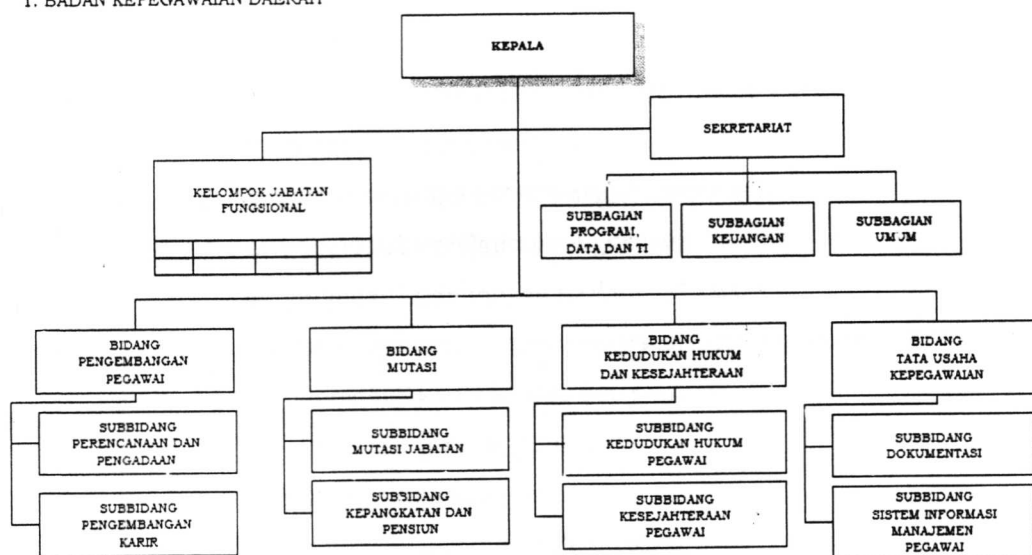 1. BADAN KEPEGAWAIAN DAERAH
KEPALA
SEKRETARIAT
KELOMPOK JABATAN
FUNGSIONAL
SUBBAGIAN
PROGRAM,
DATA DAN TI
SUBBAGIAN
KEUANGAN
SUBBAGIAN
UMUM
BIDANG
PENGEMBANGAN
PEGAWAI
BIDANG
MUTASI
BIDANG
KEDUDUKAN HUKUM
DAN KESEJAHTERAAN
BIDANG
TATA USAHA
KEPEGAWAIAN
SUBBIDANG
PERENCANAAN DAN
PENGADAAN
SUBBIDANG
MUTASI JABATAN
SUBBIDANG
KEDUDUKAN HUKUM
PEGAWAI
SUBBIDANG
DOKUMENTASI
SUBBIDANG
PENGEMBANGAN
KARIR
SUBBIDANG
KEPANGKATAN DAN
PENSIUN
SUBBIDANG
KESEJAHTERAAN
PEGAWAI
SUBBIDANG
SISTEM INFORMASI
MANAJEMEN
PEGAWAI